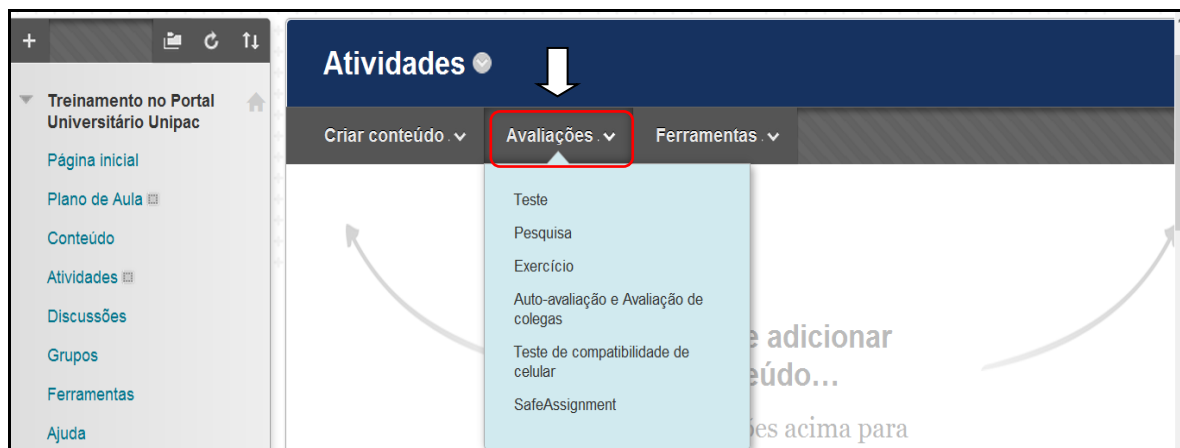 Treinamento no Portal
Universitário Unipac
Página inicial
Plano de Aula
Conteúdo
Atividades
Discussões
Grupos
Ferramentas
Ajuda
Atividades
Criar conteúdo
Avaliações
Ferramentas
Teste
Pesquisa
Exercício
Auto-avaliação e Avaliação de
colegas
Teste de compatibilidade de
celular
SafeAssignment
adicionar
acima para